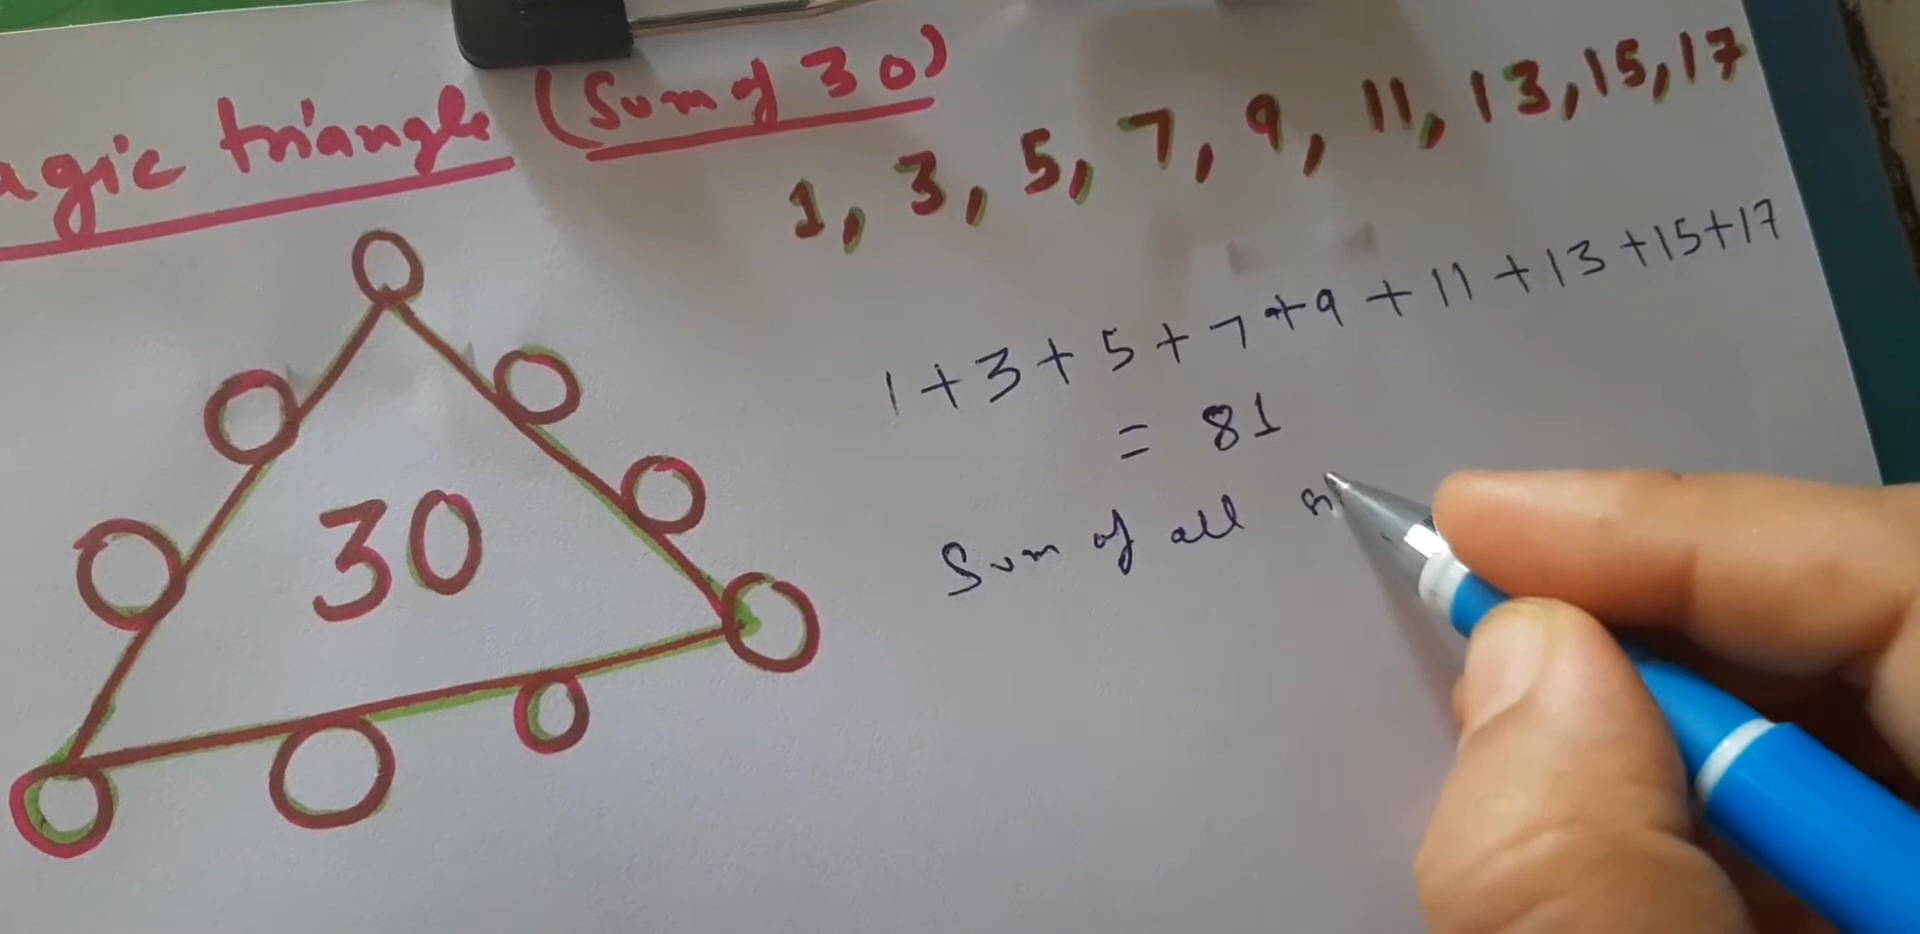 agic triangle (Sum of 30)
1, 3, 5, 7, 9, 11, 13, 15, 17
1+3+5+7+9+11+13+15+17
= 81
Sum of all
30